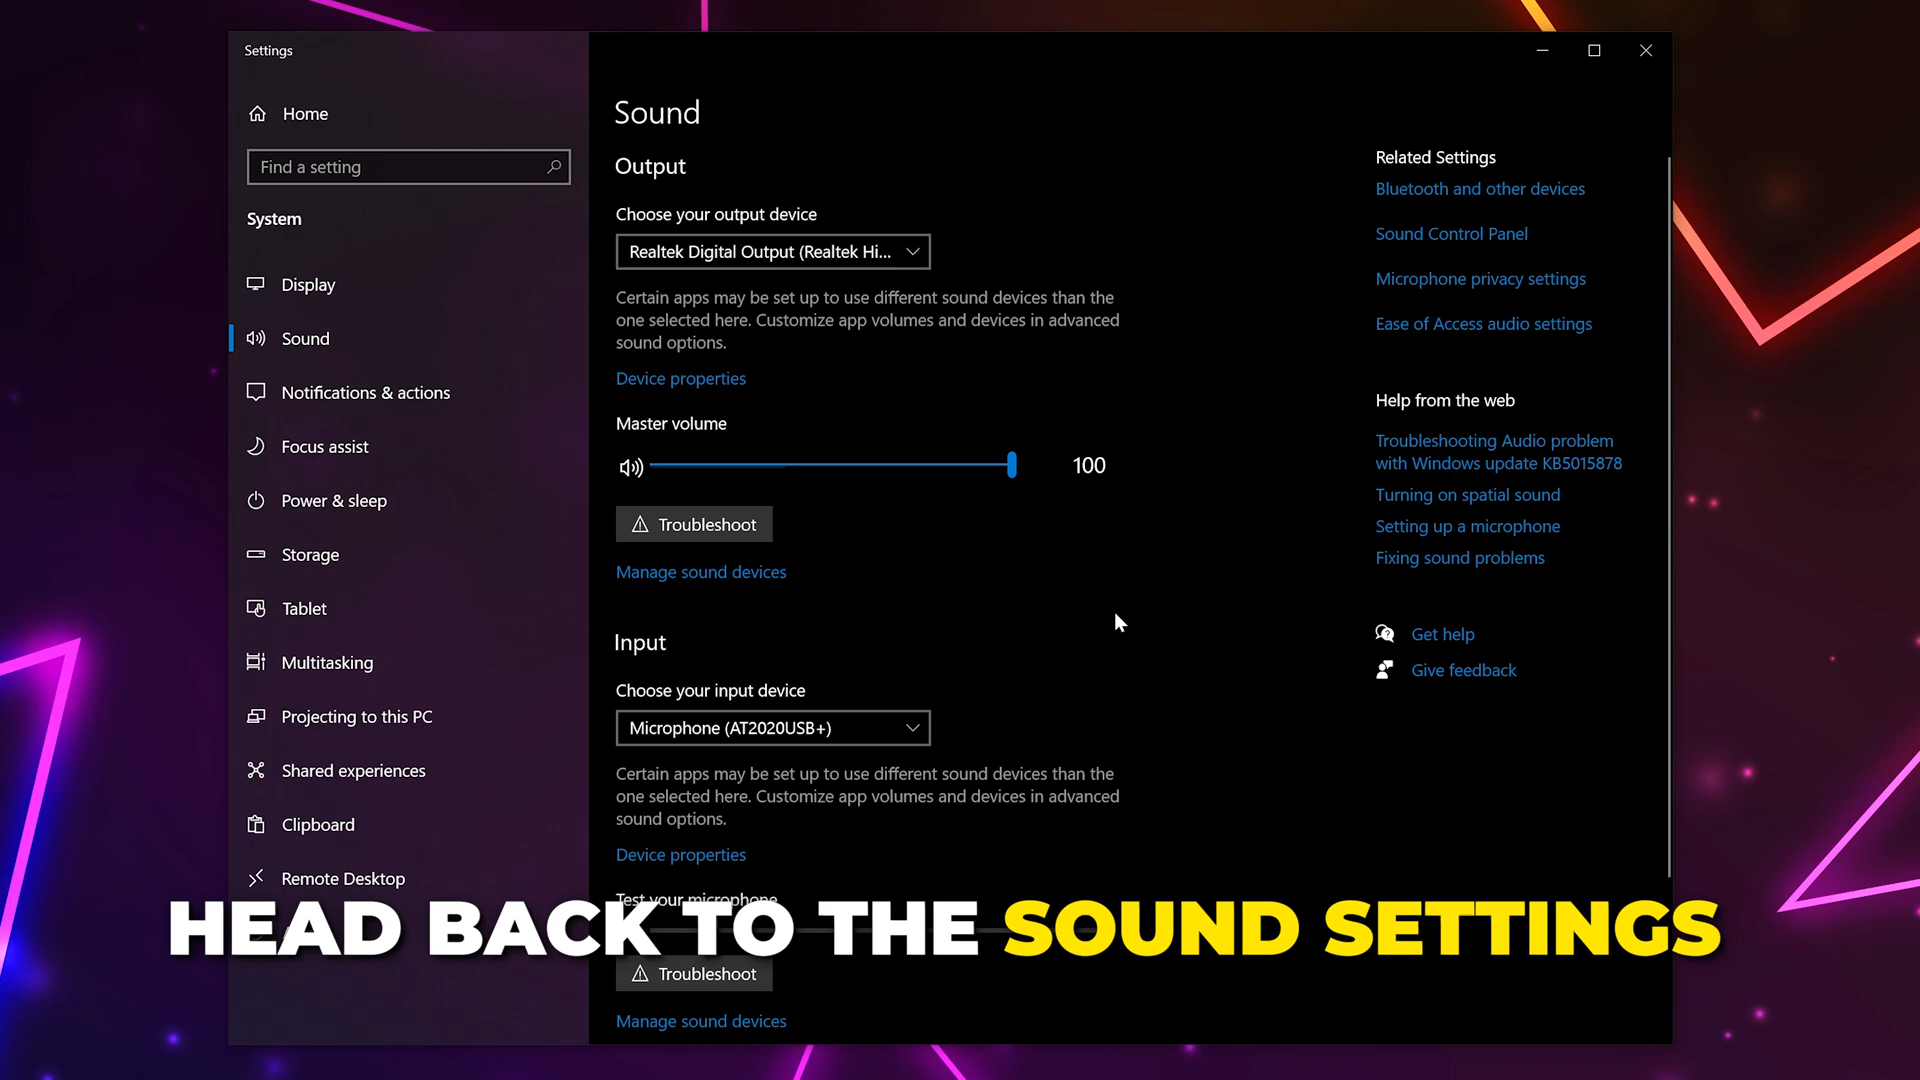 Settings
Home
Find a setting
System
Display
Sound
Notifications & actions
Focus assist
Power & sleep
Storage
Tablet
Multitasking
Projecting to this PC
Shared experiences
Clipboard
Remote Desktop
Sound
Output
Choose your output device
Realtek Digital Output (Realtek Hi...
Certain apps may be set up to use different sound devices than the
one selected here. Customize app volumes and devices in advanced
sound options.
Device properties
Master volume
100
Troubleshoot
Manage sound devices
Input
Choose your input device
Microphone (AT2020USB+)
Certain apps may be set up to use different sound devices than the
one selected here. Customize app volumes and devices in advanced
sound options.
Device properties
Test your microphone
Troubleshoot
Manage sound devices
Related Settings
Bluetooth and other devices
Sound Control Panel
Microphone privacy settings
Ease of Access audio settings
Help from the web
Troubleshooting Audio problem
with Windows update KB5015878
Turning on spatial sound
Setting up a microphone
Fixing sound problems
Get help
Give feedback
HEAD BACK TO THE SOUND SETTINGS